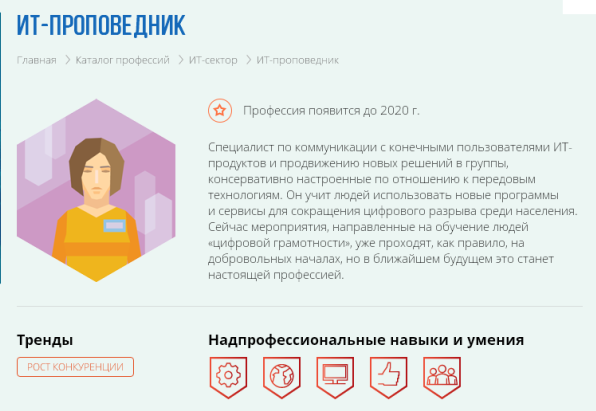 ИТ-ПРОПОВЕДНИК
Главная > Каталог профессий > ИТ-сектор > ИТ-проповедник
Профессия появится до 2020 г.
Специалист по коммуникации с конечными пользователями ИТ-
продуктов и продвижению новых решений в группы,
консервативно настроенные по отношению к передовым
технологиям. Он учит людей использовать новые программы
и сервисы для сокращения цифрового разрыва среди населения.
Сейчас мероприятия, направленные на обучение людей
«цифровой грамотности», уже проходят, как правило, на
добровольных началах, но в ближайшем будущем это станет
настоящей профессией.
Тренды
Надпрофессиональные навыки и умения
РОСТ КОНКУРЕНЦИИ